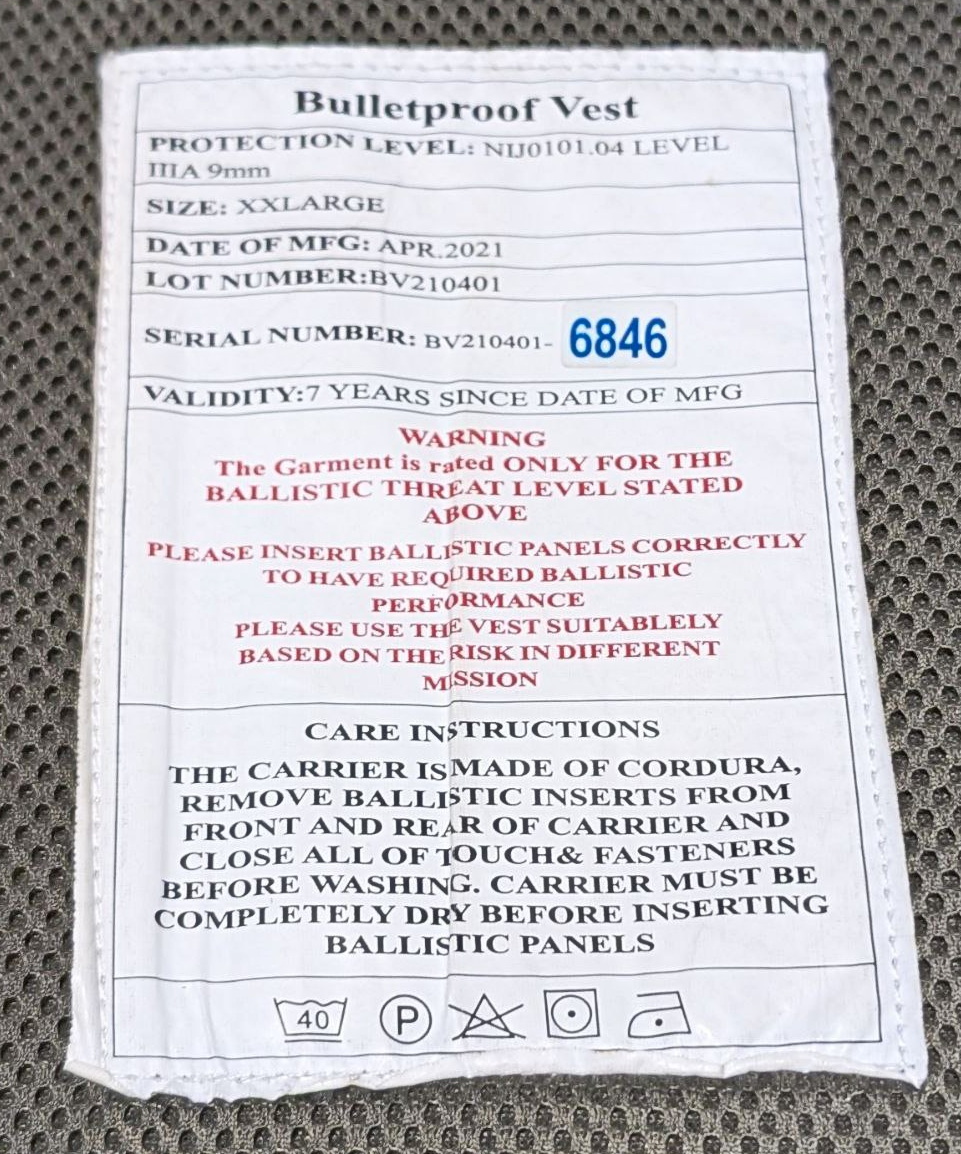 Bulletproof Vest
PROTECTION LEVEL: NIJ0101.04 LEVEL
IIIA 9mm
SIZE: XXLARGE
DATE OF MFG: APR.2021
LOT NUMBER:BV210401
SERIAL NUMBER: BV210401- 6846
VALIDITY:7 YEARS SINCE DATE OF MFG
WARNING
The Garment is rated ONLY FOR THE
BALLISTIC THREAT LEVEL STATED
ABOVE
PLEASE INSERT BALLISTIC PANELS CORRECTLY
TO HAVE REQUIRED BALLISTIC
PERFORMANCE
PLEASE USE THE VEST SUITABLELY
BASED ON THE RISK IN DIFFERENT
MISSION
CARE INSTRUCTIONS
THE CARRIER IS MADE OF CORDURA,
REMOVE BALLISTIC INSERTS FROM
FRONT AND REAR OF CARRIER AND
CLOSE ALL OF TOUCH& FASTENERS
BEFORE WASHING. CARRIER MUST BE
COMPLETELY DRY BEFORE INSERTING
BALLISTIC PANELS
40 P